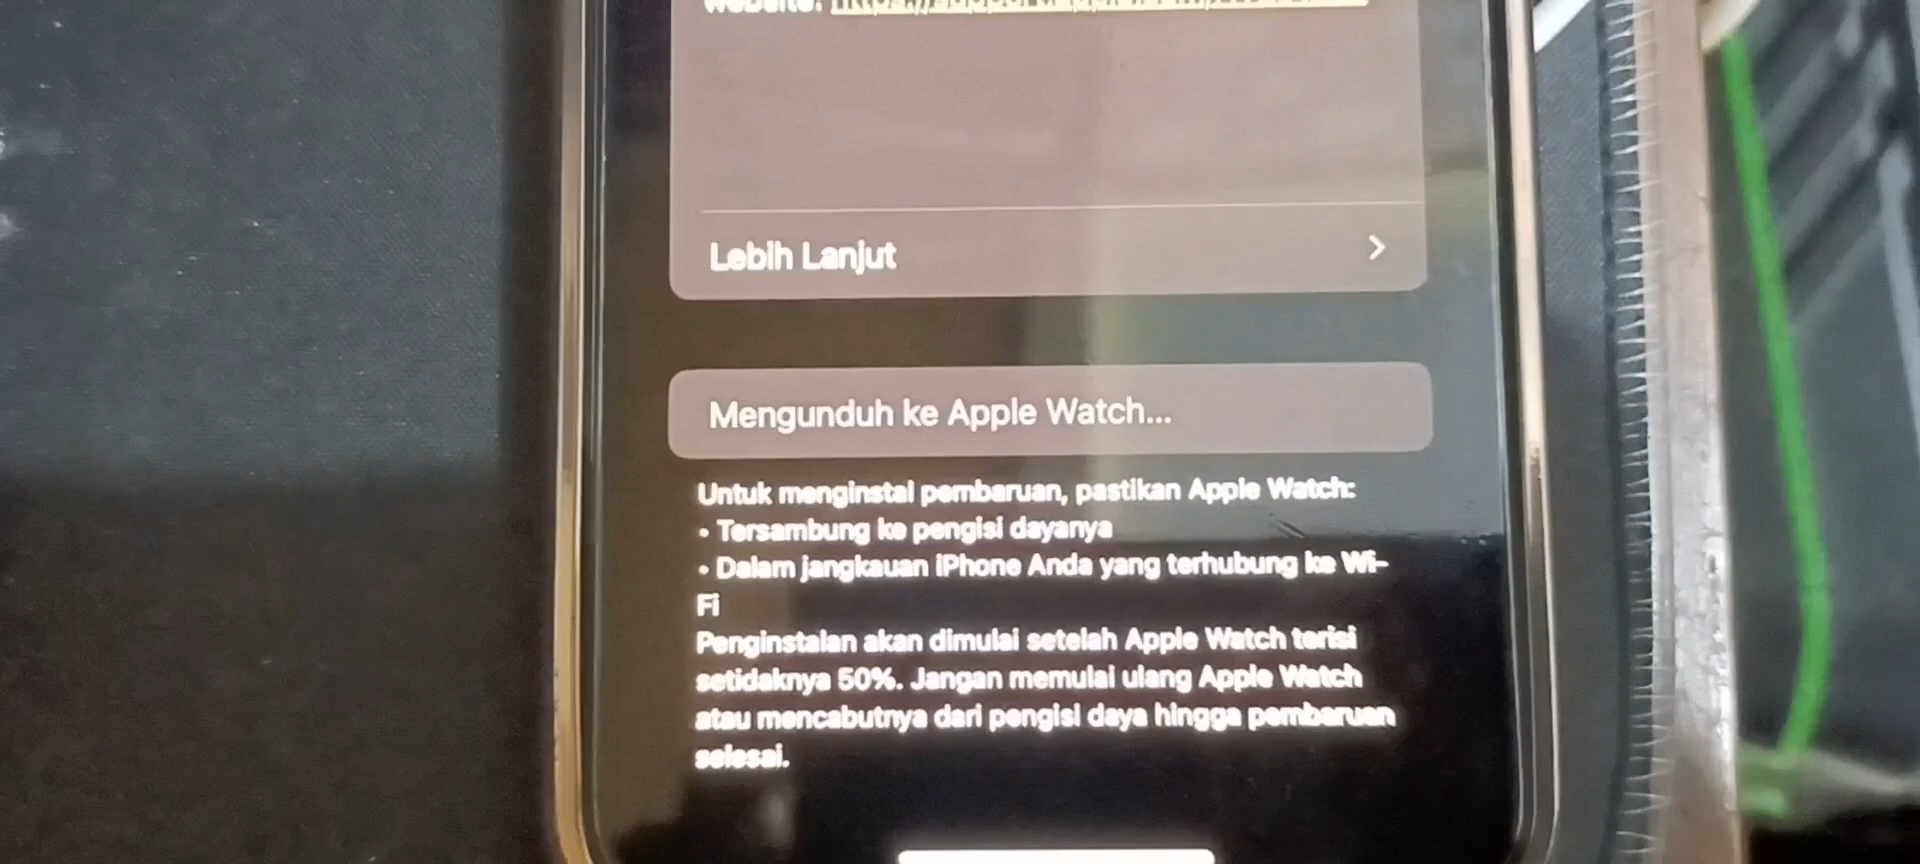 website:
Lebih Lanjut
Mengunduh ke Apple Watch...
Untuk menginstal pembaruan, pastikan Apple Watch:
• Tersambung ke pengisi dayanya
• Dalam jangkauan iPhone Anda yang terhubung ke Wi-
Fi
Penginstalan akan dimulai setelah Apple Watch terisi
setidaknya 50%. Jangan memulai ulang Apple Watch
atau mencabutnya dari pengisi daya hingga pembaruan
selesai.